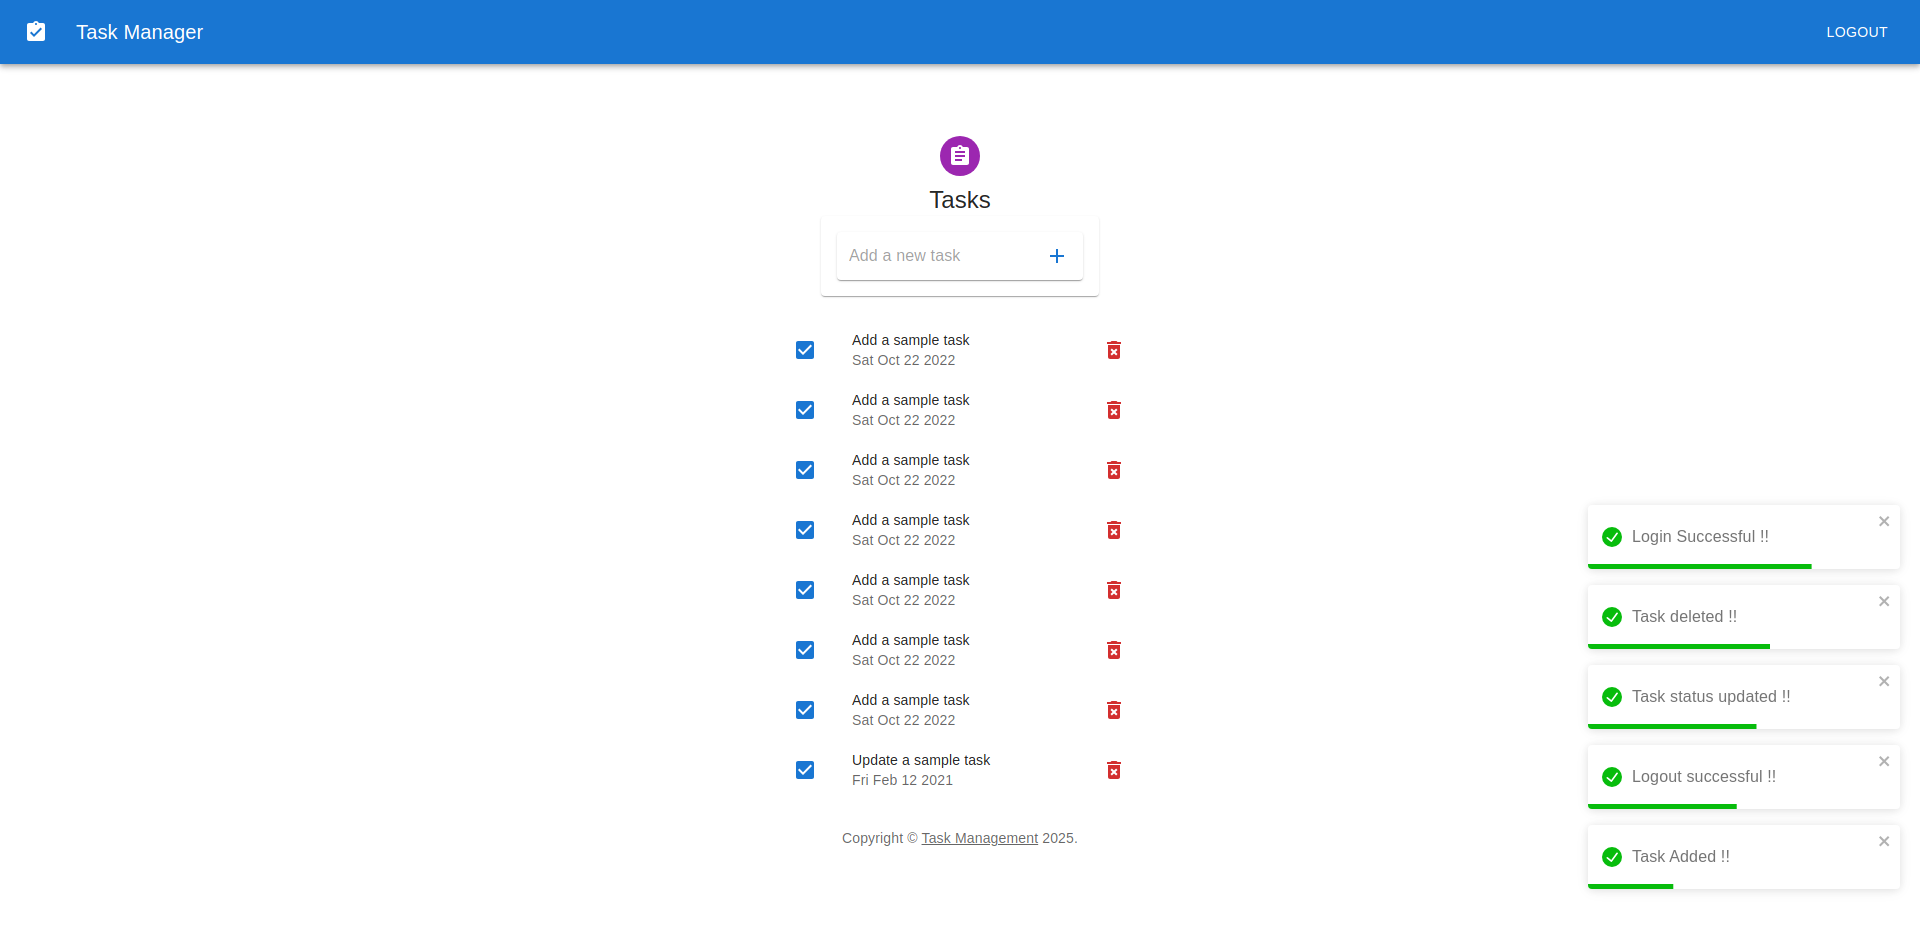 Task Manager
LOGOUT
Tasks
Add a new task
Add a sample task
Sat Oct 22 2022
Add a sample task
Sat Oct 22 2022
Add a sample task
Sat Oct 22 2022
Add a sample task
Sat Oct 22 2022
Add a sample task
Sat Oct 22 2022
Add a sample task
Sat Oct 22 2022
Add a sample task
Sat Oct 22 2022
Update a sample task
Fri Feb 12 2021
Copyright © Task Management 2025.
Login Successful !!
Task deleted !!
Task status updated !!
Logout successful !!
Task Added !!